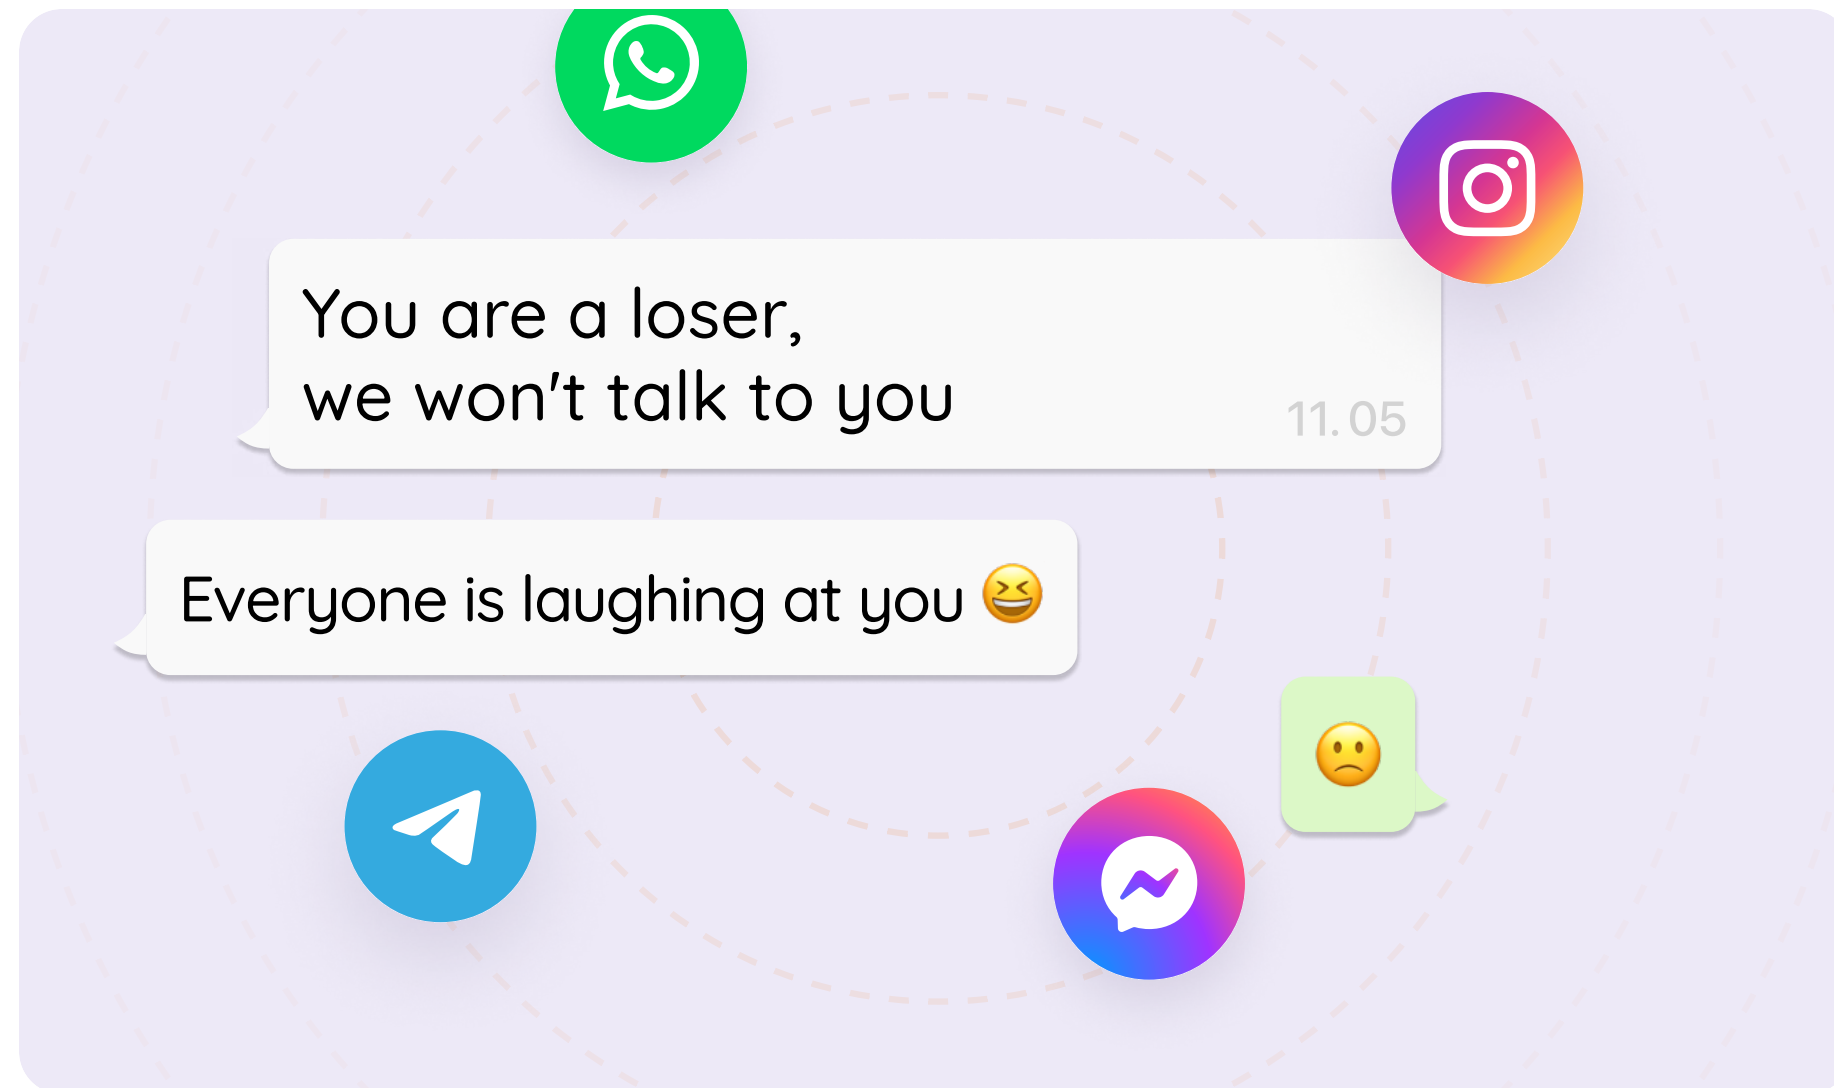 You are a loser,
we won't talk to you
11.05
Everyone is laughing at you 😆
🙁